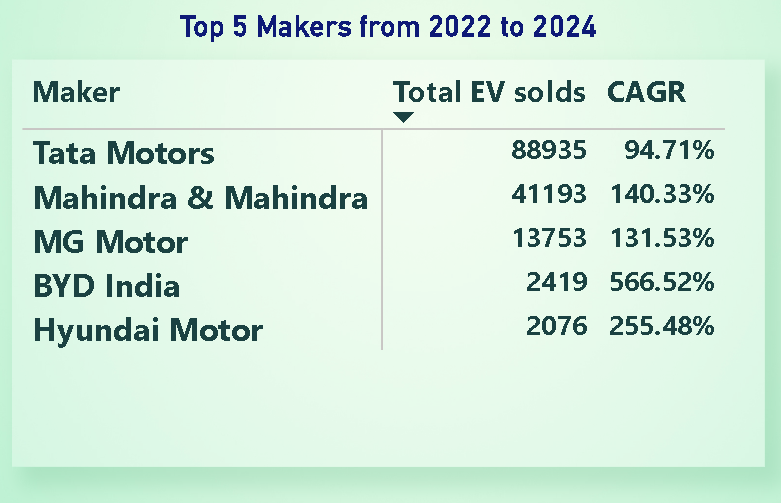 Top 5 Makers from 2022 to 2024
Maker Total EV solds CAGR
Tata Motors 88935 94.71%
Mahindra & Mahindra 41193 140.33%
MG Motor 13753 131.53%
BYD India 2419 566.52%
Hyundai Motor 2076 255.48%